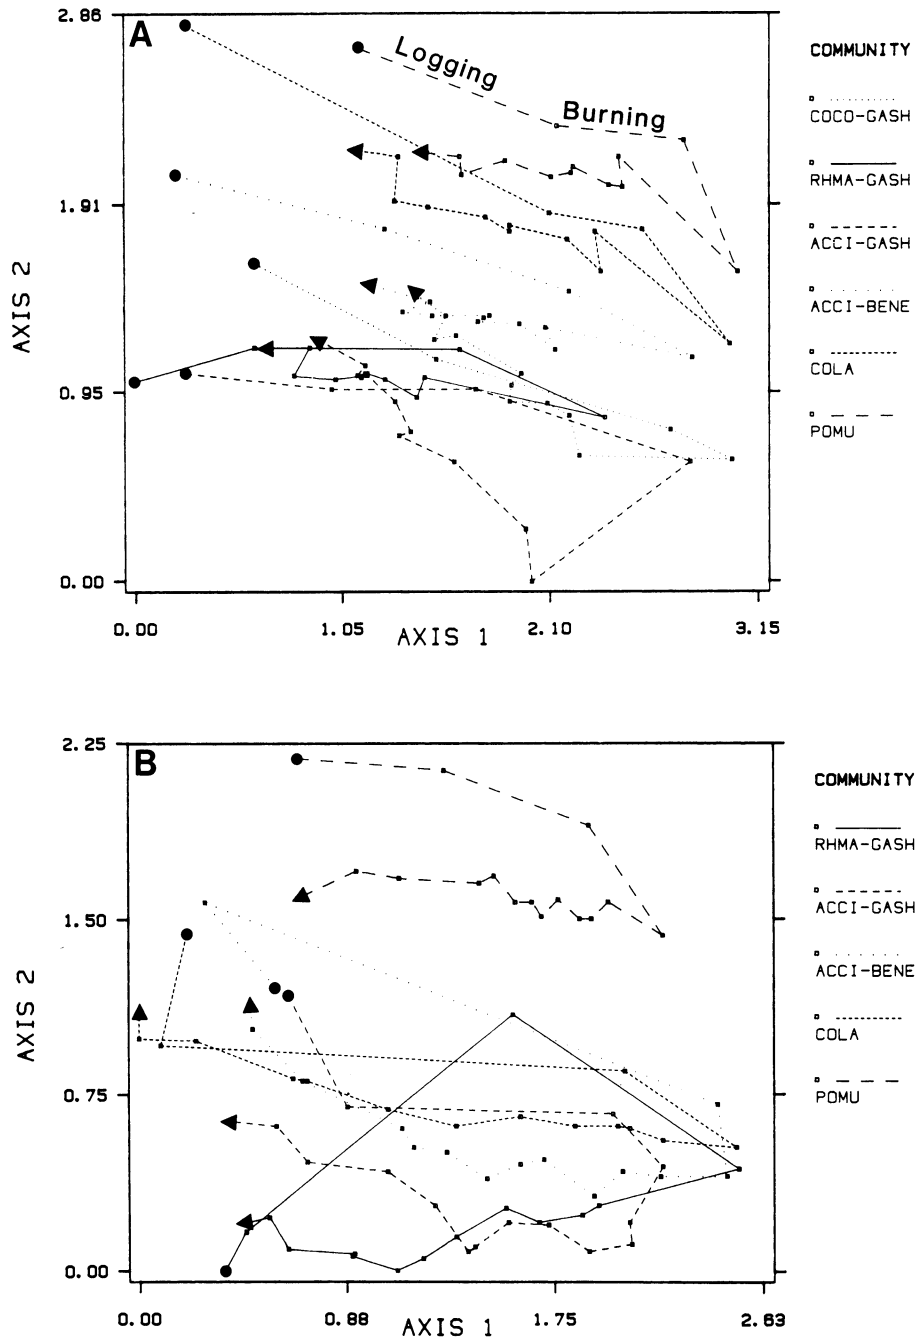 A
2.86
1.91
0.95
0.00
AXIS 2
Logging
Burning
0.00
1.05
2.10
3.15
AXIS 1
COMMUNITY
COCO-GASH
RHMA-GASH
ACCI-GASH
ACCI-BENE
COLA
POMU
B
2.25
1.50
0.75
0.00
AXIS 2
0.00
0.88
1.75
2.63
AXIS 1
COMMUNITY
RHMA-GASH
ACCI-GASH
ACCI-BENE
COLA
POMU